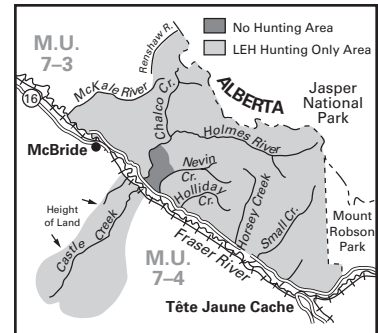 No Hunting Area
LEH Hunting Only Area
M.U.
7–3
Renshaw R.
McKale River
Chalco Cr.
ALBERTA
Jasper
National
Park
16
McBride
Holmes River
Nevin
Cr.
Holliday
Cr.
Horsey Creek
Small Cr.
Height
of Land
Castle Creek
Fraser River
Mount
Robson
Park
M.U.
7–4
Tête Jaune Cache